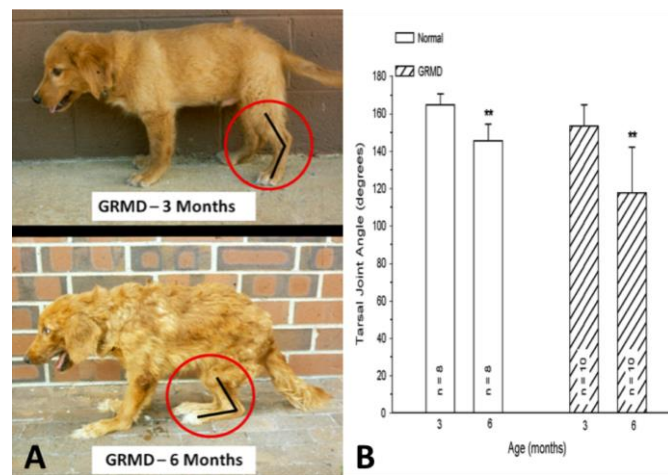 GRMD – 3 Months
GRMD – 6 Months
A
Normal
GRMD
180
160
140
120
100
80
60
40
20
0
Tarsal Joint Angle (degrees)
**
**
n = 8
n = 8
n = 10
n = 10
3
6
3
6
Age (months)
B